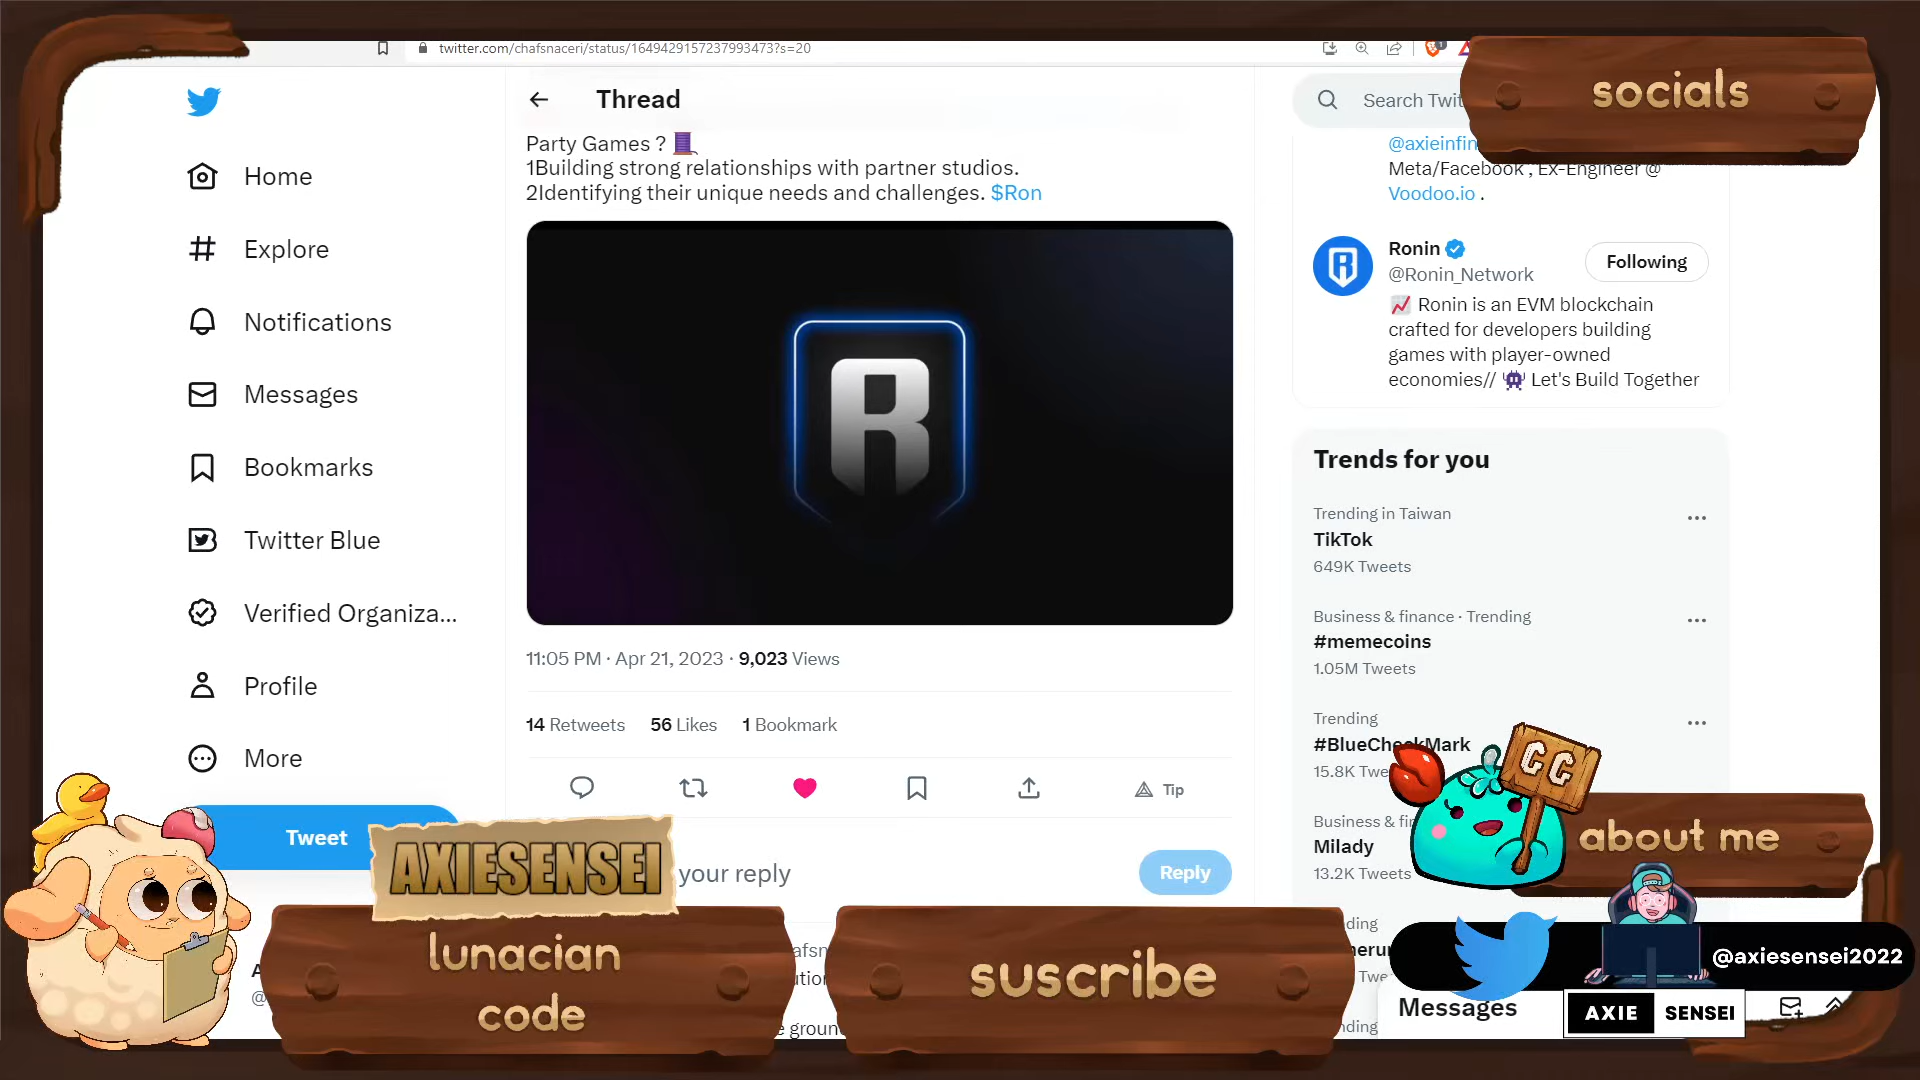 twitter.com/chafsnaceri/status/1649429157237993473?s=20
Home
Explore
Notifications
Messages
Bookmarks
Twitter Blue
Verified Organiza...
Profile
More
Tweet
Thread
Party Games ?
1Building strong relationships with partner studios.
2Identifying their unique needs and challenges. $Ron
R
11:05 PM · Apr 21, 2023 · 9,023 Views
14 Retweets 56 Likes 1 Bookmark
Tip
your reply
Reply
Search Twit
@axieinfin
Meta/Facebook , Ex-Engineer @
Voodoo.io .
Ronin
@Ronin_Network
Following
Ronin is an EVM blockchain
crafted for developers building
games with player-owned
economies// Let's Build Together
Trends for you
Trending in Taiwan
TikTok
649K Tweets
Business & finance · Trending
#memecoins
1.05M Tweets
Trending
#BlueCheckMark
15.8K Twe
Business & fi
Milady
13.2K Tweets
Messages
socials
CC
about me
@axiesensei2022
AXIE SENSEI
AXIESENSEI
lunacian
code
suscribe